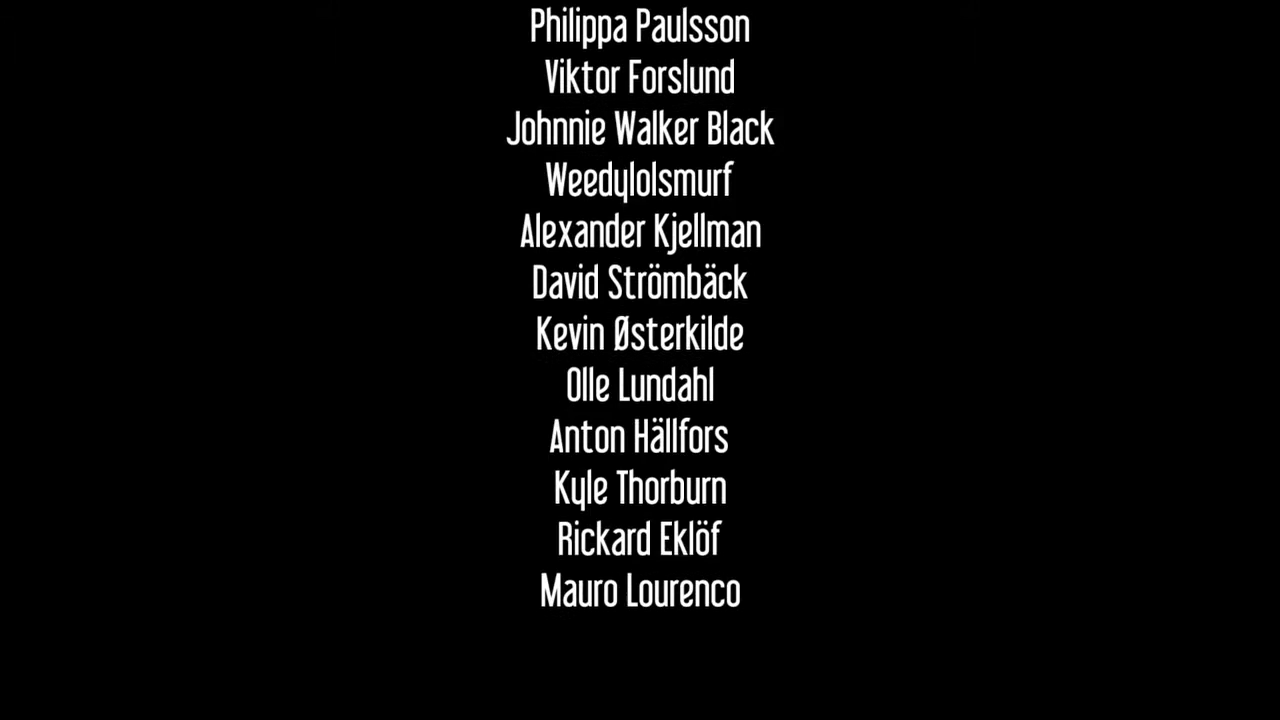 Philippa Paulsson
Viktor Forslund
Johnnie Walker Black
Weedylolsmurf
Alexander Kjellman
David Strömbäck
Kevin Østerkilde
Olle Lundahl
Anton Hällfors
Kyle Thorburn
Rickard Eklöf
Mauro Lourenco